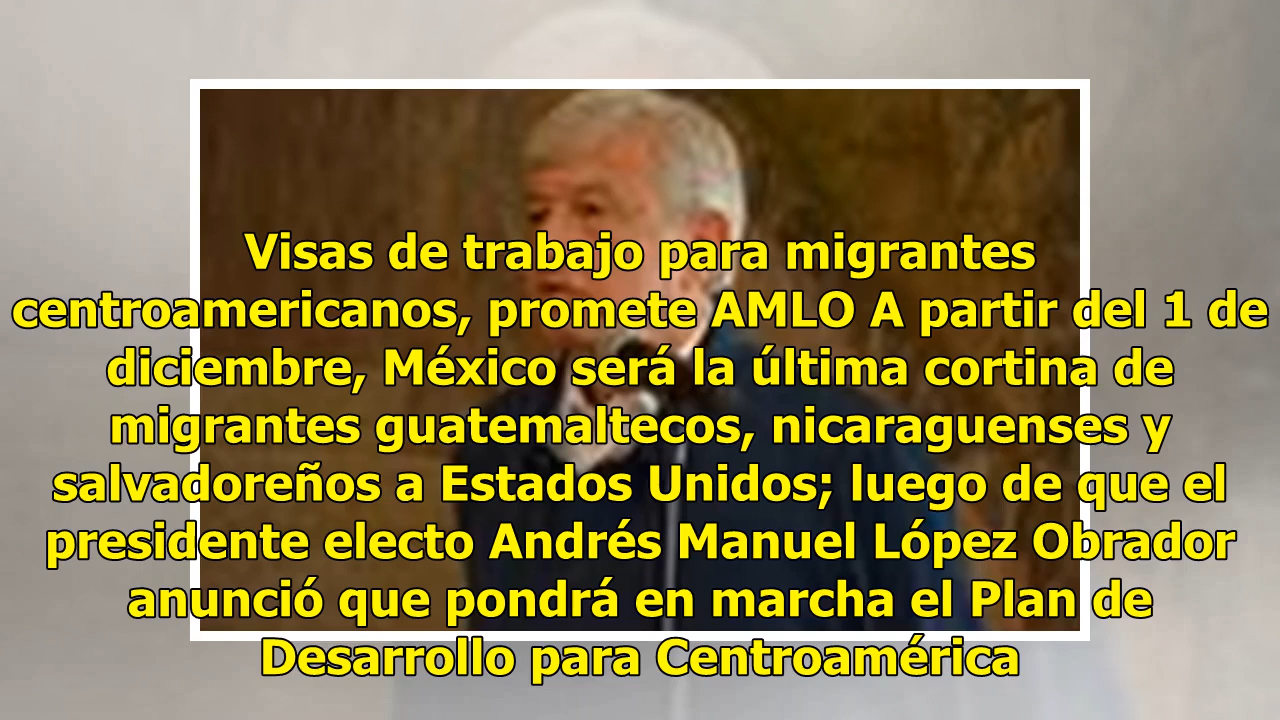 Visas de trabajo para migrantes
centroamericanos, promete AMLO A partir del 1 de
diciembre, México será la última cortina de
migrantes guatemaltecos, nicaraguenses y
salvadoreños a Estados Unidos; luego de que el
presidente electo Andrés Manuel López Obrador
anunció que pondrá en marcha el Plan de
Desarrollo para Centroamérica